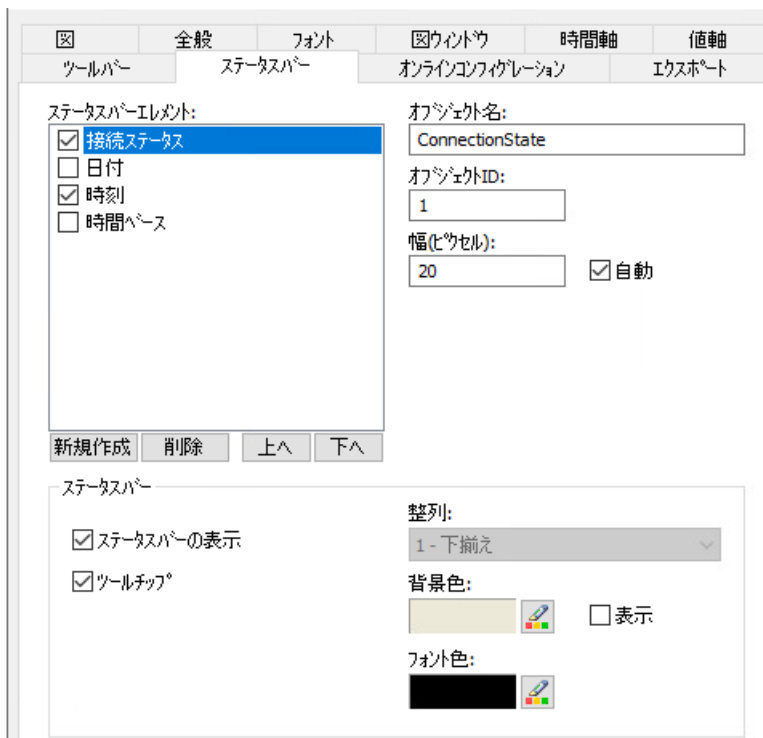 図 全般 フォント 図ウィンドウ 時間軸 値軸
ツールバー ステータスバー オンラインコンフィグレーション エクスポート
ステータスバーエレメント:
接続ステータス
日付
時刻
時間ベース
新規作成 削除 上へ 下へ
オブジェクト名:
ConnectionState
オブジェクトID:
1
幅(ピクセル):
20 自動
ステータスバー
ステータスバーの表示
ツールチップ
整列:
1 - 下揃え
背景色:
表示
フォント色: